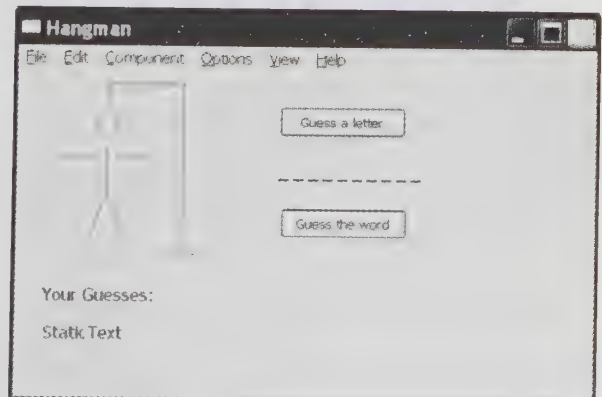 Hangman
File Edit Component Options View Help
Guess a letter
_ _ _ _ _ _ _ _ _ _
Guess the word
Your Guesses:
Static Text